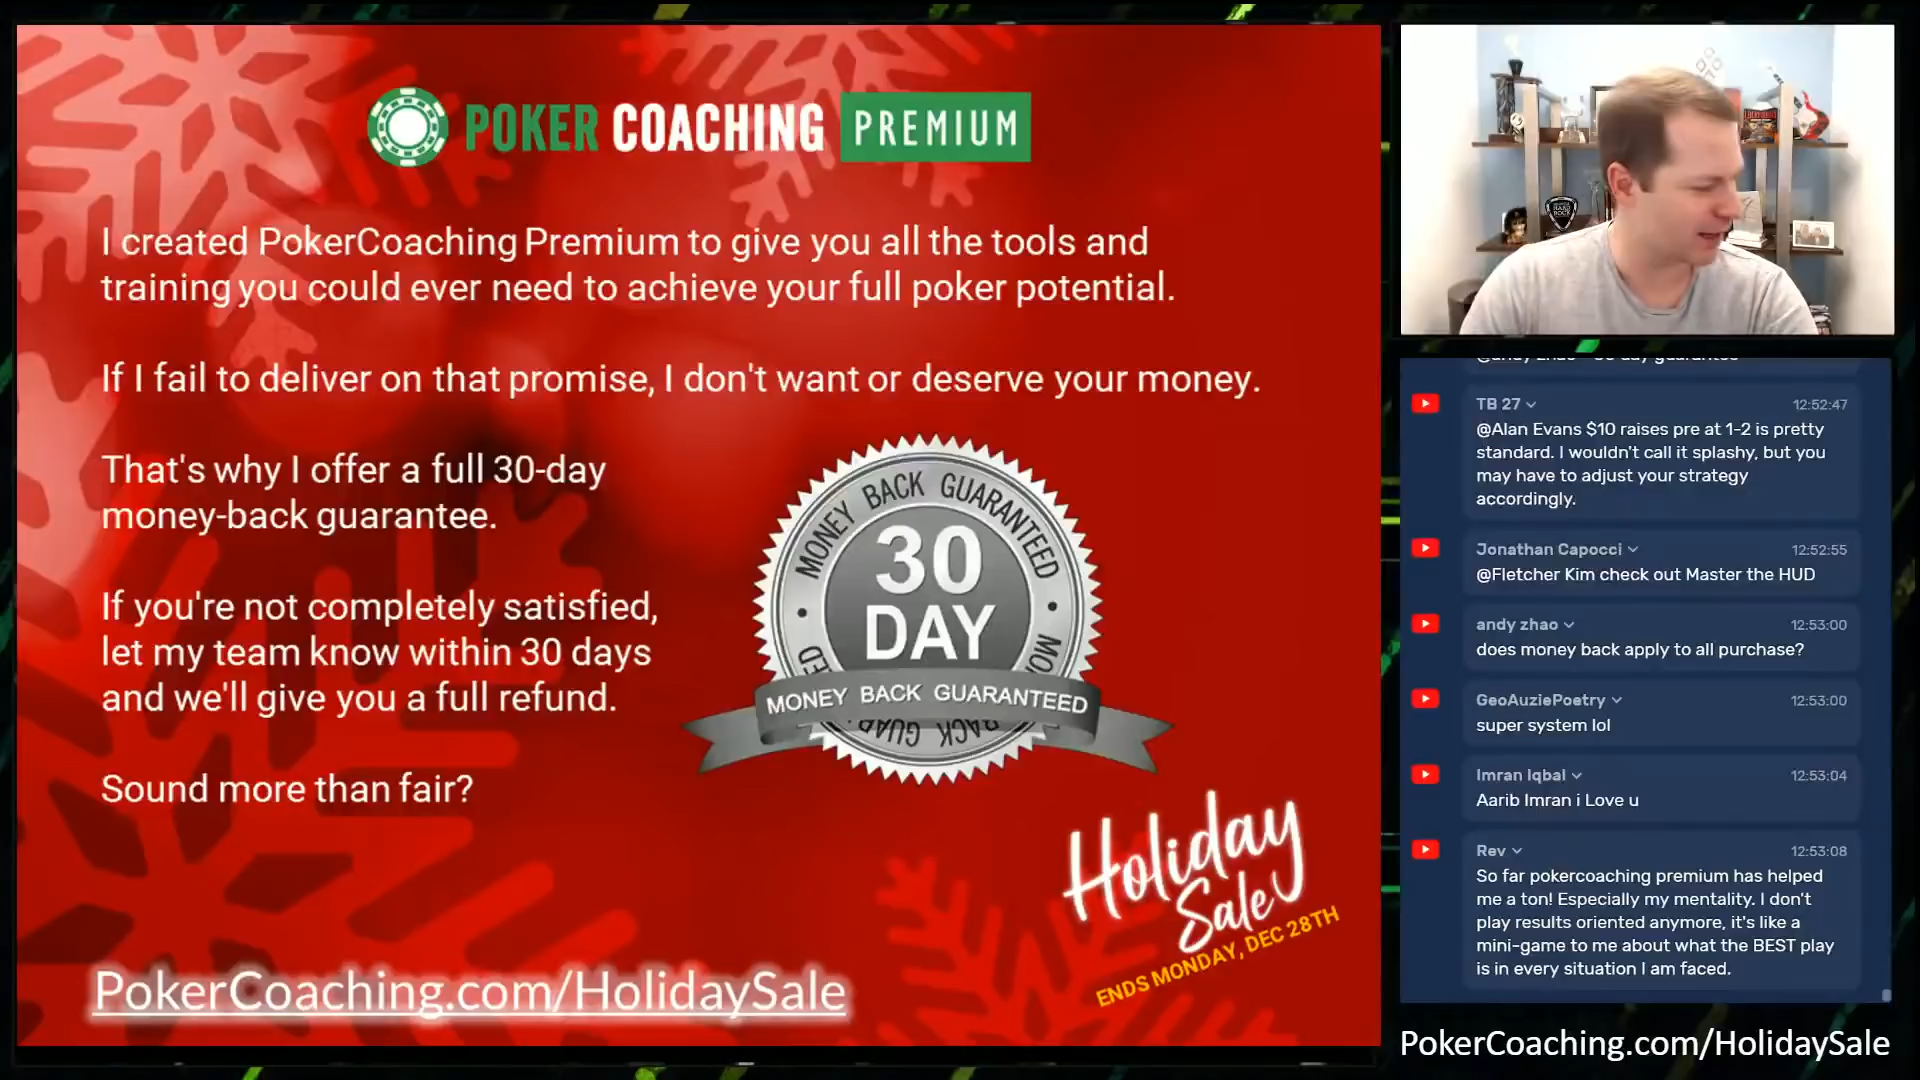 POKER COACHING PREMIUM
I created PokerCoaching Premium to give you all the tools and
training you could ever need to achieve your full poker potential.
If I fail to deliver on that promise, I don't want or deserve your money.
That's why I offer a full 30-day
money-back guarantee.
If you're not completely satisfied,
let my team know within 30 days
and we'll give you a full refund.
Sound more than fair?
MONEY BACK GUARANTEED
30
DAY
MONEY BACK GUARANTEED
Holiday
Sale
ENDS MONDAY, DEC 28TH
PokerCoaching.com/HolidaySale
TB 27 12:52:47
@Alan Evans $10 raises pre at 1-2 is pretty
standard. I wouldn't call it splashy, but you
may have to adjust your strategy
accordingly.
Jonathan Capocci 12:52:55
@Fletcher Kim check out Master the HUD
andy zhao 12:53:00
does money back apply to all purchase?
GeoAuziePoetry 12:53:00
super system lol
Imran Iqbal 12:53:04
Aarib Imran i Love u
Rev 12:53:08
So far pokercoaching premium has helped
me a ton! Especially my mentality. I don't
play results oriented anymore, it's like a
mini-game to me about what the BEST play
is in every situation I am faced.
PokerCoaching.com/HolidaySale